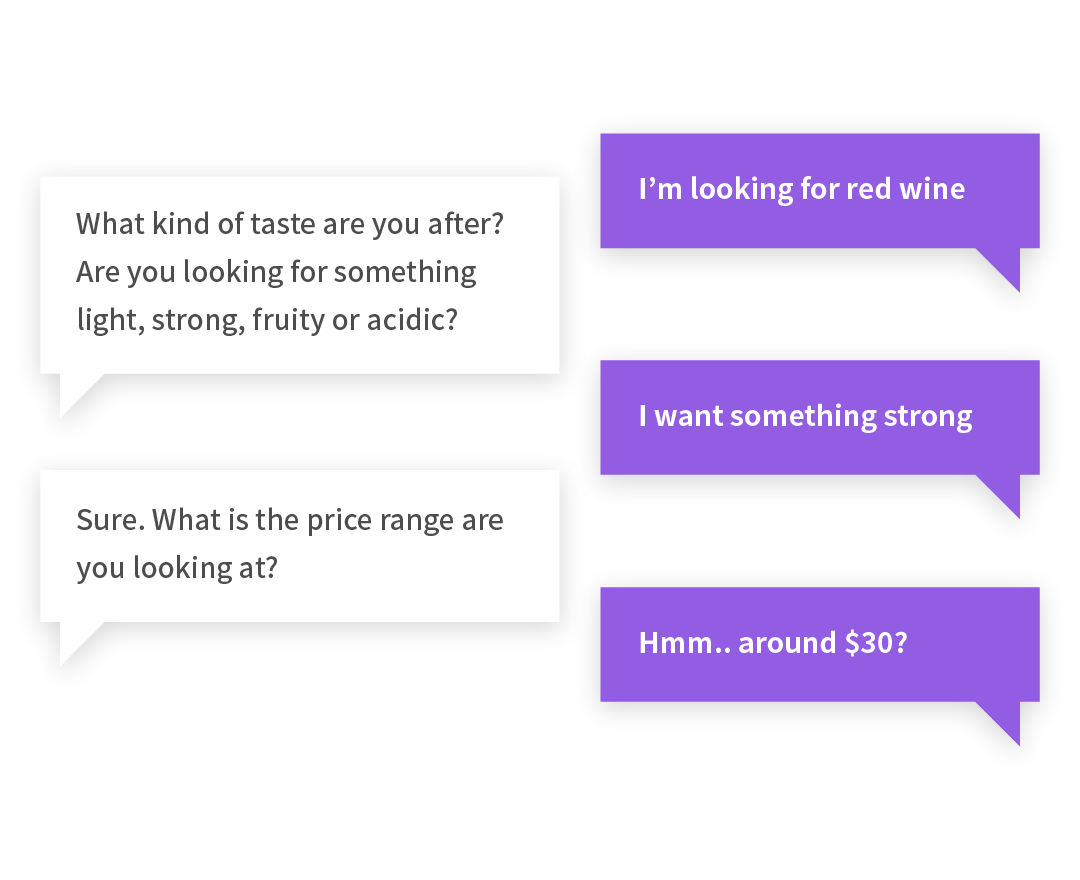 I’m looking for red wine
What kind of taste are you after?
Are you looking for something
light, strong, fruity or acidic?
I want something strong
Sure. What is the price range are
you looking at?
Hmm.. around $30?